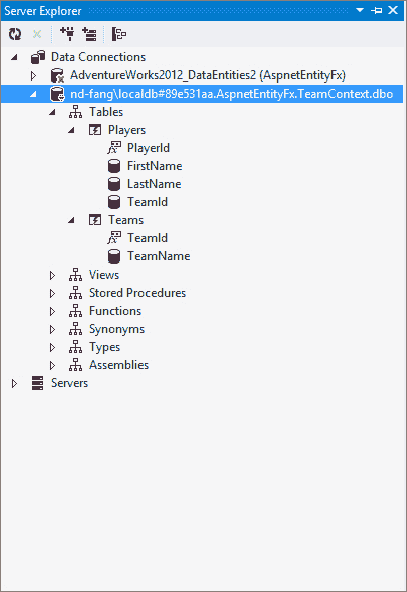 Server Explorer
Data Connections
AdventureWorks2012_DataEntities2 (AspnetEntityFx)
nd-fang\localdb#89e531aa.AspnetEntityFx.TeamContext.dbo
Tables
Players
PlayerId
FirstName
LastName
TeamId
Teams
TeamId
TeamName
Views
Stored Procedures
Functions
Synonyms
Types
Assemblies
Servers